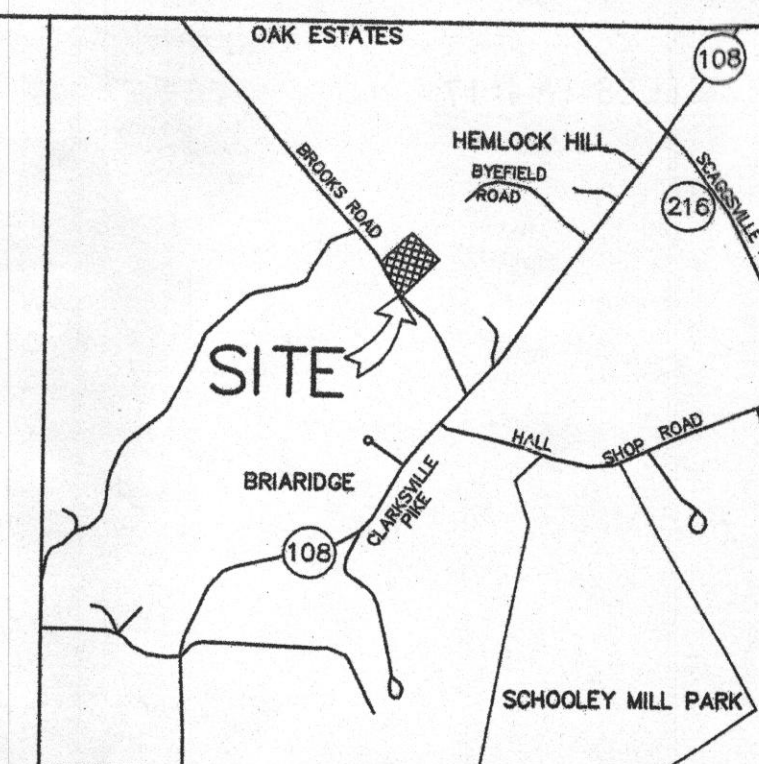 OAK ESTATES
108
HEMLOCK HILL
BYEFIELD
ROAD
BROOKS ROAD
SCAGGSVILLE
216
SITE
HALL SHOP ROAD
BRIARIDGE
CLARKSVILLE
PIKE
108
SCHOOLEY MILL PARK